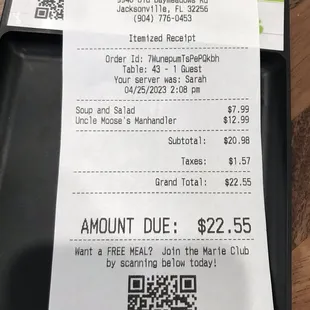 Jacksonville, FL 32256
(904) 776-0453
Itemized Receipt
Order Id: 7WunepumTsPePQkbh
Table: 43 - 1 Guest
Your server was: Sarah
04/25/2023 2:08 pm
Soup and Salad $7.99
Uncle Moose's Manhandler $12.99
Subtotal: $20.98
Taxes: $1.57
Grand Total: $22.55
AMOUNT DUE: $22.55
Want a FREE MEAL? Join the Marie Club
by scanning below today!